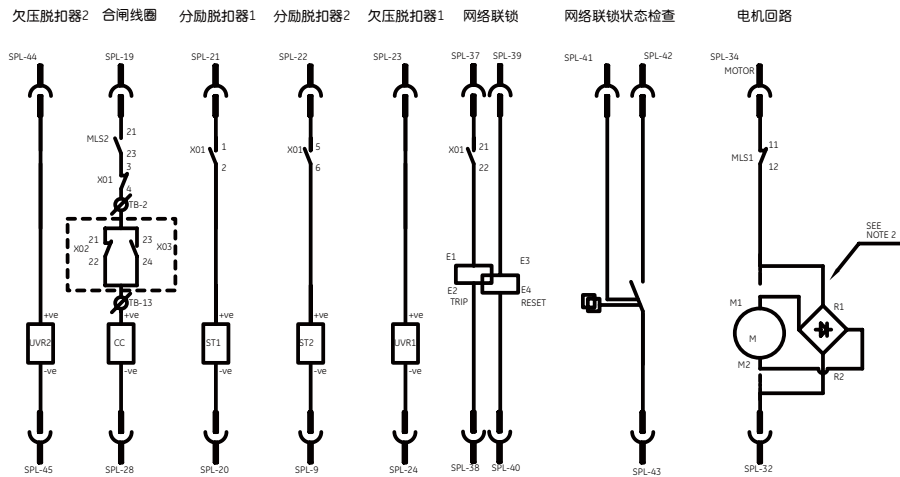 欠压脱扣器2 合闸线圈 分励脱扣器1 分励脱扣器2 欠压脱扣器1 网络联锁 网络联锁状态检查 电机回路
SPL-44 SPL-19 SPL-21 SPL-22 SPL-23 SPL-37 SPL-39 SPL-41 SPL-42 SPL-34
MOTOR
MLS2 21
23
X01 3
4
TB-2
X01 1
2
X01 5
6
X01 21
22
MLS1 11
12
21 23
X02 X03
22 24
TB-13
SEE
NOTE 2
E1 E3
E2 E4
TRIP RESET
+ve +ve +ve +ve +ve
UVR2 CC ST1 ST2 UVR1
-ve -ve -ve -ve -ve
M1 R1
M
M2 R2
SPL-45 SPL-28 SPL-20 SPL-9 SPL-24 SPL-38 SPL-40 SPL-43 SPL-32